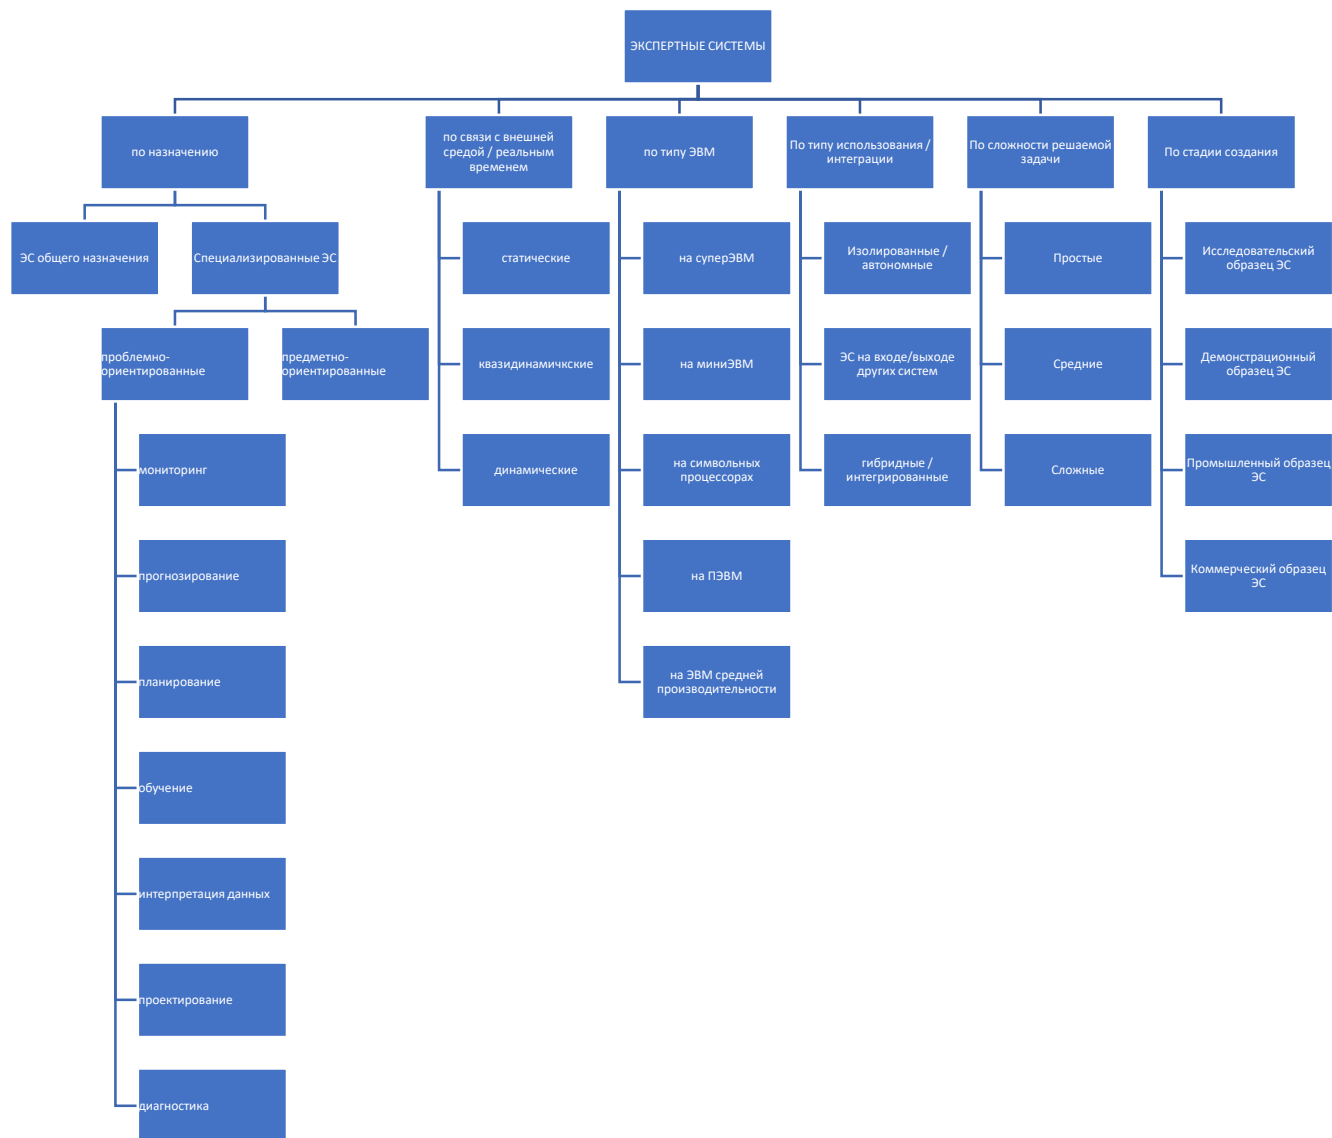 ЭКСПЕРТНЫЕ СИСТЕМЫ
по назначению
ЭС общего назначения
Специализированные ЭС
проблемно-
ориентированные
мониторинг
прогнозирование
планирование
обучение
интерпретация данных
проектирование
диагностика
предметно-
ориентированные
по связи с внешней
средой / реальным
временем
статические
квазидинамичкские
динамические
по типу ЭВМ
на суперЭВМ
на миниЭВМ
на символьных
процессорах
на ПЭВМ
на ЭВМ средней
производительности
По типу использования /
интеграции
Изолированные /
автономные
ЭС на входе/выходе
других систем
гибридные /
интегрированные
По сложности решаемой
задачи
Простые
Средние
Сложные
По стадии создания
Исследовательский
образец ЭС
Демонстрационный
образец ЭС
Промышленный образец
ЭС
Коммерческий образец
ЭС